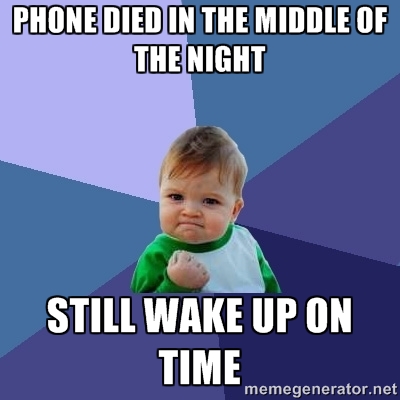 PHONE DIED IN THE MIDDLE OF
THE NIGHT
STILL WAKE UP ON
TIME
memegenerator.net